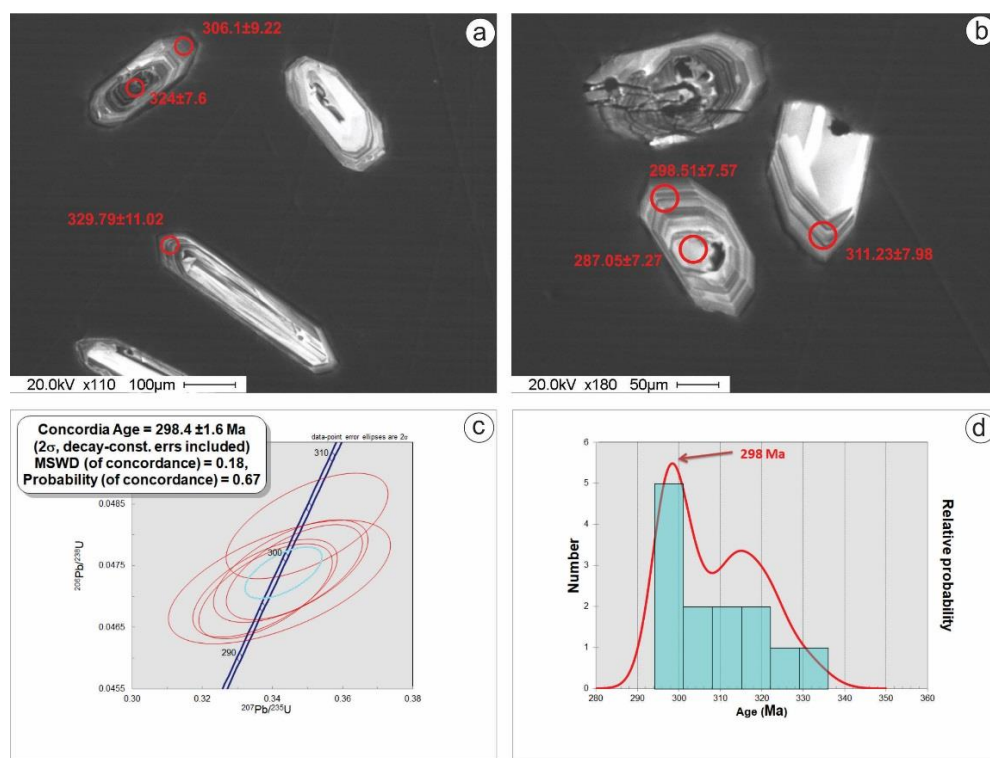 306.1±9.22
a
324±7.6
329.79±11.02
20.0kV x110 100µm
b
298.51±7.57
287.05±7.27
311.23±7.98
20.0kV x180 50µm
Concordia Age = 298.4 ±1.6 Ma
(2σ, decay-const. errs included)
MSWD (of concordance) = 0.18,
Probability (of concordance) = 0.67
data-point error ellipses are 2σ
c
310
300
290
0.0485
0.0475
0.0465
0.0455
206Pb/238U
0.30 0.32 0.34 0.36 0.38
207Pb/235U
d
298 Ma
6
5
4
3
2
1
0
Number
Relative probability
280 290 300 310 320 330 340 350 360
Age (Ma)